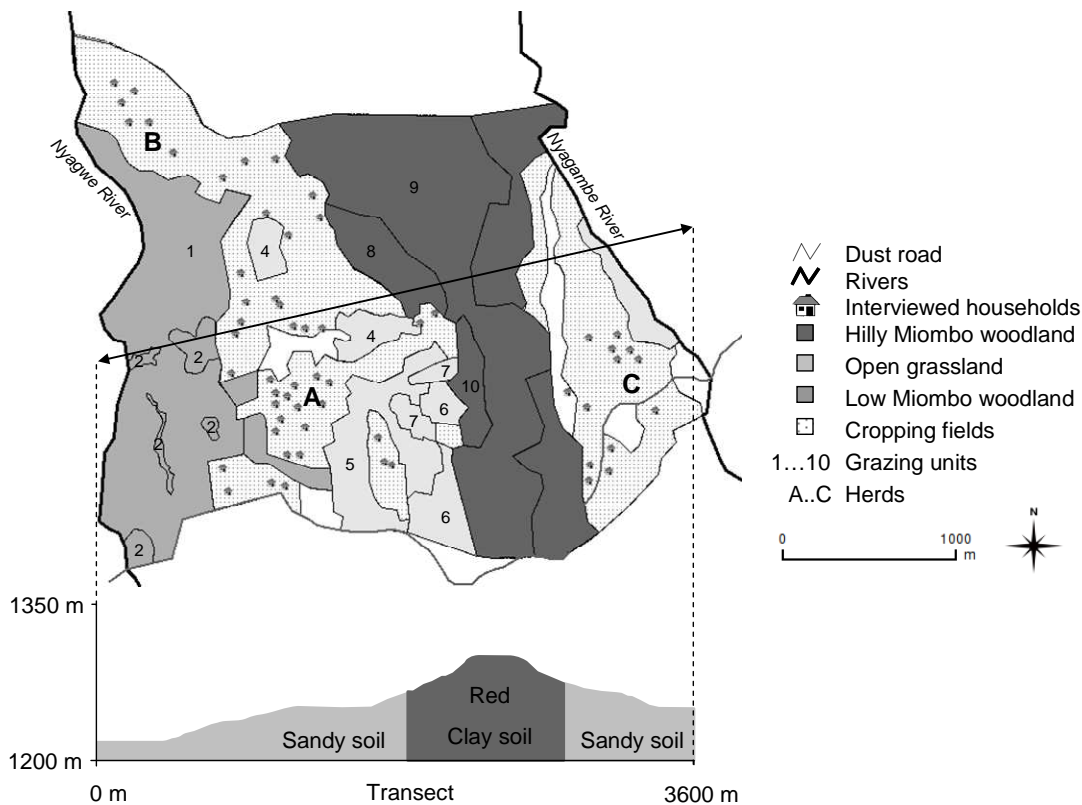 B
Nyagwe River
Nyagambe River
9
1
4
8
4
2
2
7
10
A
C
6
7
2
2
5
6
2
Dust road
Rivers
Interviewed households
Hilly Miombo woodland
Open grassland
Low Miombo woodland
Cropping fields
1...10 Grazing units
A..C Herds
N
0 1000
m
1350 m
Red
Sandy soil Clay soil Sandy soil
1200 m
0 m Transect 3600 m